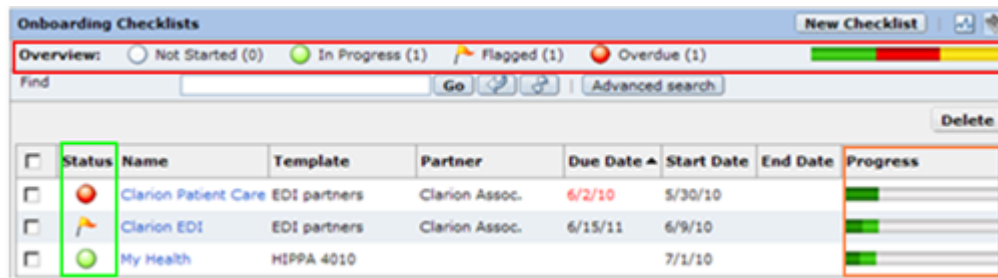 Onboarding Checklists New Checklist
Overview: Not Started (0) In Progress (1) Flagged (1) Overdue (1)
Find Go Advanced search
Delete
Status Name Template Partner Due Date Start Date End Date Progress
Clarion Patient Care EDI partners Clarion Assoc. 6/2/10 5/30/10
Clarion EDI EDI partners Clarion Assoc. 6/15/11 6/9/10
My Health HIPPA 4010 7/1/10